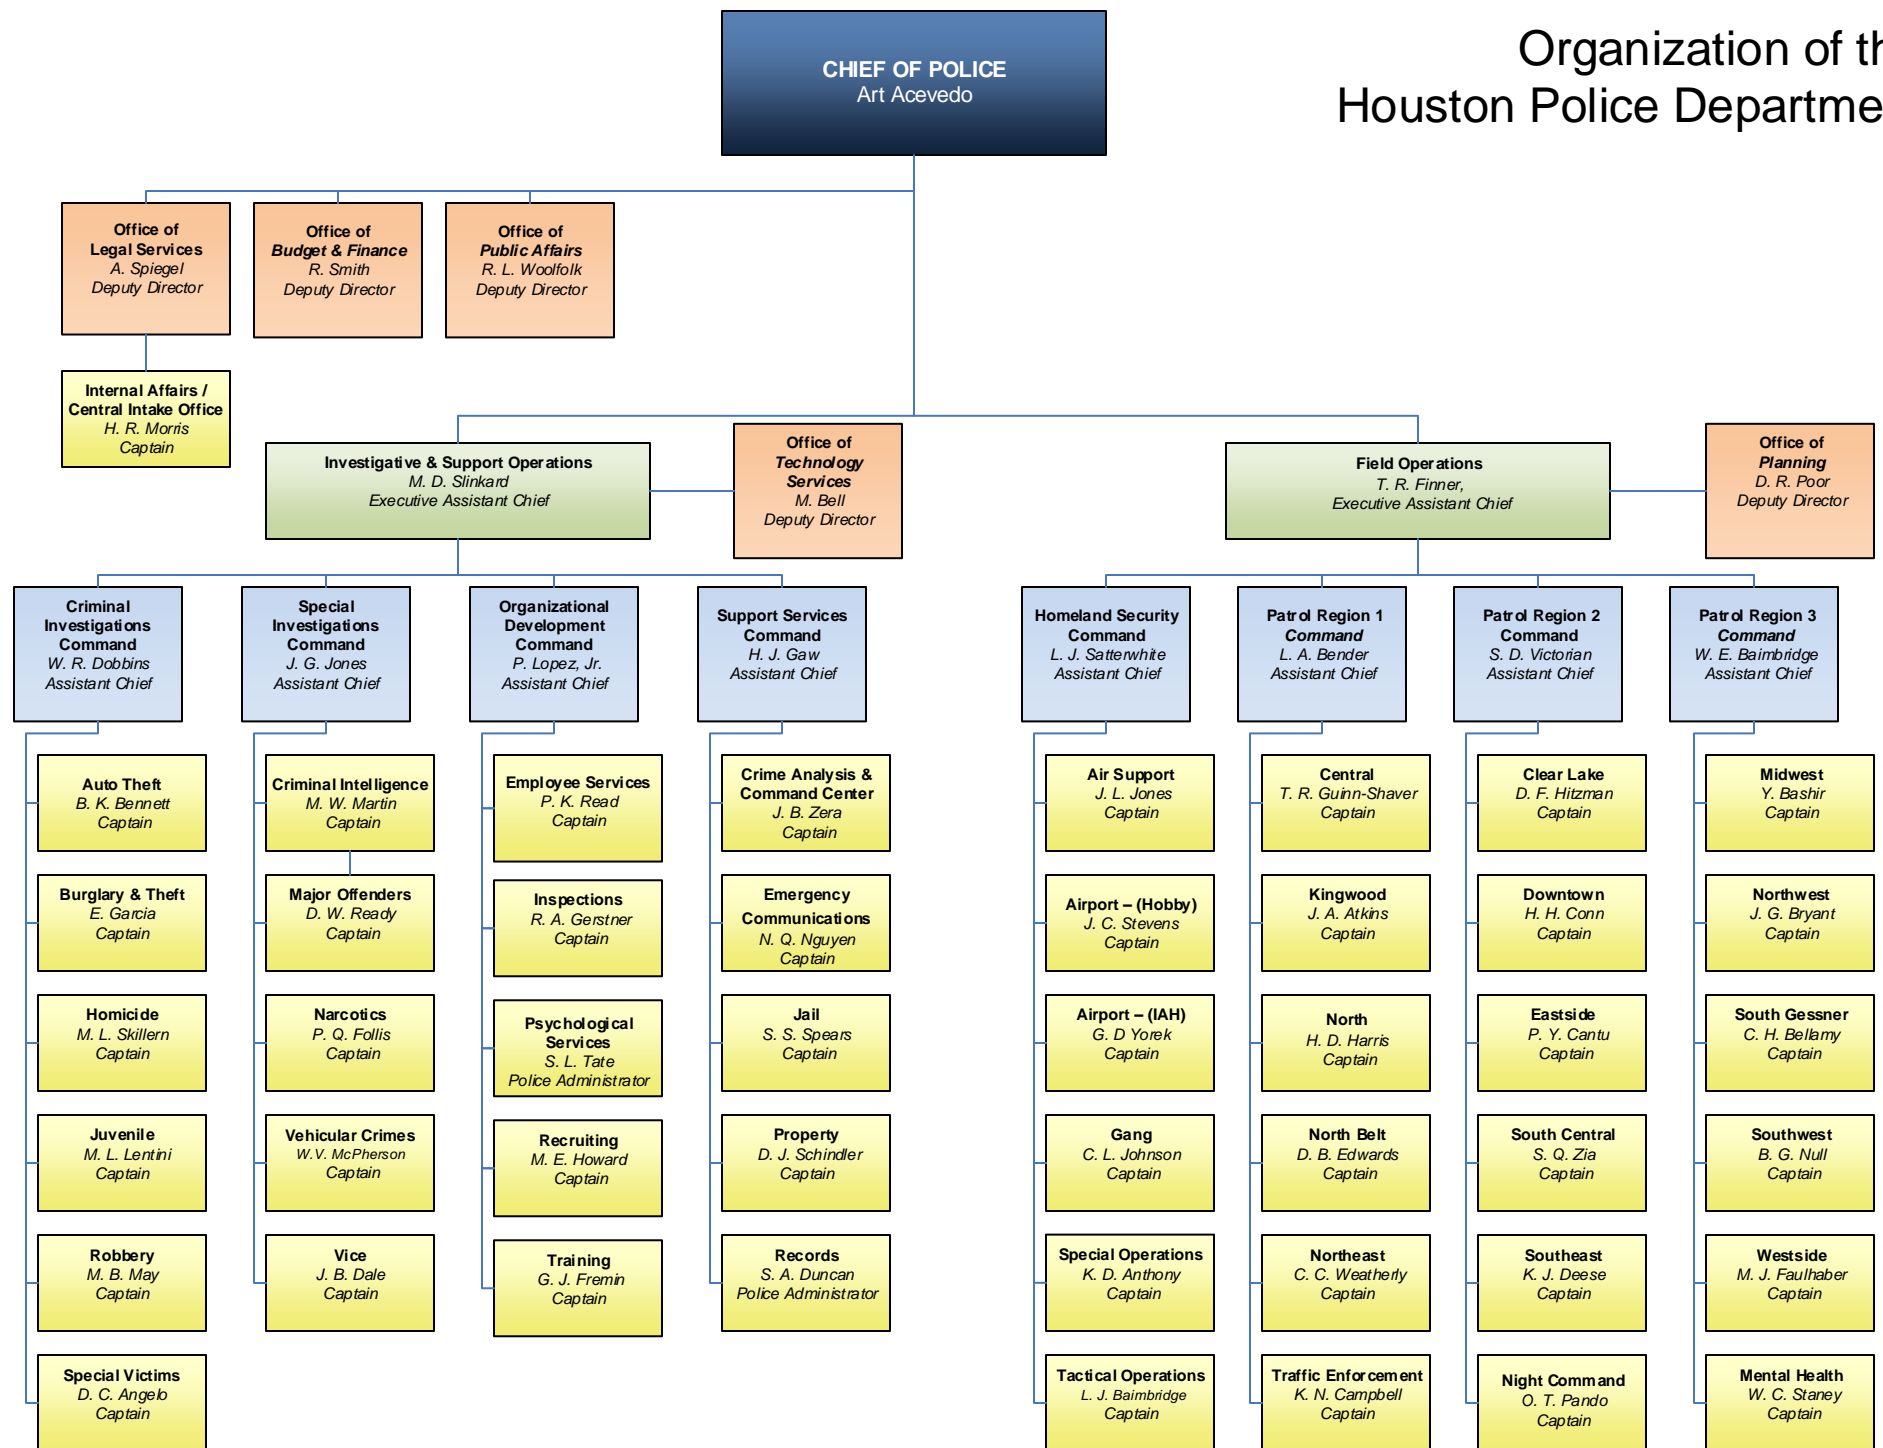 Organization of th
Houston Police Departme
CHIEF OF POLICE
Art Acevedo
Office of
Legal Services
A. Spiegel
Deputy Director
Office of
Budget & Finance
R. Smith
Deputy Director
Office of
Public Affairs
R. L. Woolfolk
Deputy Director
Internal Affairs /
Central Intake Office
H. R. Morris
Captain
Investigative & Support Operations
M. D. Slinkard
Executive Assistant Chief
Office of
Technology
Services
M. Bell
Deputy Director
Field Operations
T. R. Finner,
Executive Assistant Chief
Office of
Planning
D. R. Poor
Deputy Director
Criminal
Investigations
Command
W. R. Dobbins
Assistant Chief
Special
Investigations
Command
J. G. Jones
Assistant Chief
Organizational
Development
Command
P. Lopez, Jr.
Assistant Chief
Support Services
Command
H. J. Gaw
Assistant Chief
Homeland Security
Command
L. J. Satterwhite
Assistant Chief
Patrol Region 1
Command
L. A. Bender
Assistant Chief
Patrol Region 2
Command
S. D. Victorian
Assistant Chief
Patrol Region 3
Command
W. E. Baimbridge
Assistant Chief
Auto Theft
B. K. Bennett
Captain
Burglary & Theft
E. Garcia
Captain
Homicide
M. L. Skillern
Captain
Juvenile
M. L. Lentini
Captain
Robbery
M. B. May
Captain
Special Victims
D. C. Angelo
Captain
Criminal Intelligence
M. W. Martin
Captain
Major Offenders
D. W. Ready
Captain
Narcotics
P. Q. Follis
Captain
Vehicular Crimes
W.V. McPherson
Captain
Vice
J. B. Dale
Captain
Employee Services
P. K. Read
Captain
Inspections
R. A. Gerstner
Captain
Psychological
Services
S. L. Tate
Police Administrator
Recruiting
M. E. Howard
Captain
Training
G. J. Fremin
Captain
Crime Analysis &
Command Center
J. B. Zera
Captain
Emergency
Communications
N. Q. Nguyen
Captain
Jail
S. S. Spears
Captain
Property
D. J. Schindler
Captain
Records
S. A. Duncan
Police Administrator
Air Support
J. L. Jones
Captain
Airport – (Hobby)
J. C. Stevens
Captain
Airport – (IAH)
G. D Yorek
Captain
Gang
C. L. Johnson
Captain
Special Operations
K. D. Anthony
Captain
Tactical Operations
L. J. Baimbridge
Captain
Central
T. R. Guinn-Shaver
Captain
Kingwood
J. A. Atkins
Captain
North
H. D. Harris
Captain
North Belt
D. B. Edwards
Captain
Northeast
C. C. Weatherly
Captain
Traffic Enforcement
K. N. Campbell
Captain
Clear Lake
D. F. Hitzman
Captain
Downtown
H. H. Conn
Captain
Eastside
P. Y. Cantu
Captain
South Central
S. Q. Zia
Captain
Southeast
K. J. Deese
Captain
Night Command
O. T. Pando
Captain
Midwest
Y. Bashir
Captain
Northwest
J. G. Bryant
Captain
South Gessner
C. H. Bellamy
Captain
Southwest
B. G. Null
Captain
Westside
M. J. Faulhaber
Captain
Mental Health
W. C. Staney
Captain